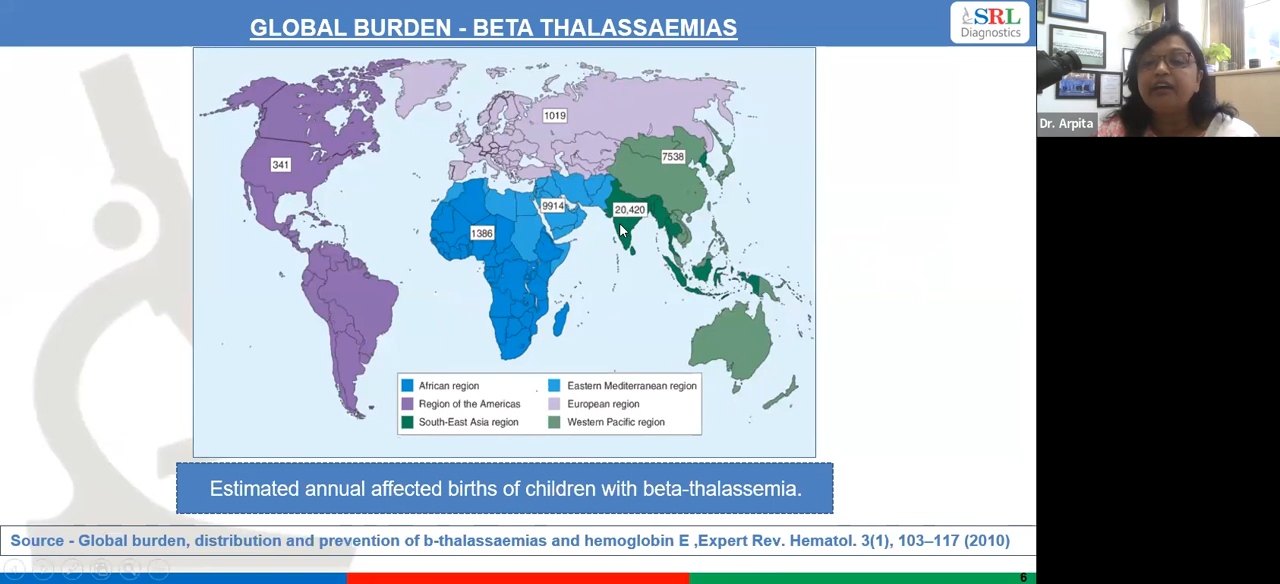 GLOBAL BURDEN - BETA THALASSAEMIAS
SRL
Diagnostics
Dr. Arpita
1019
341
7538
9914
20,420
1386
African region
Eastern Mediterranean region
Region of the Americas
European region
South-East Asia region
Western Pacific region
Estimated annual affected births of children with beta-thalassemia.
Source - Global burden, distribution and prevention of b-thalassaemias and hemoglobin E ,Expert Rev. Hematol. 3(1), 103–117 (2010)
6